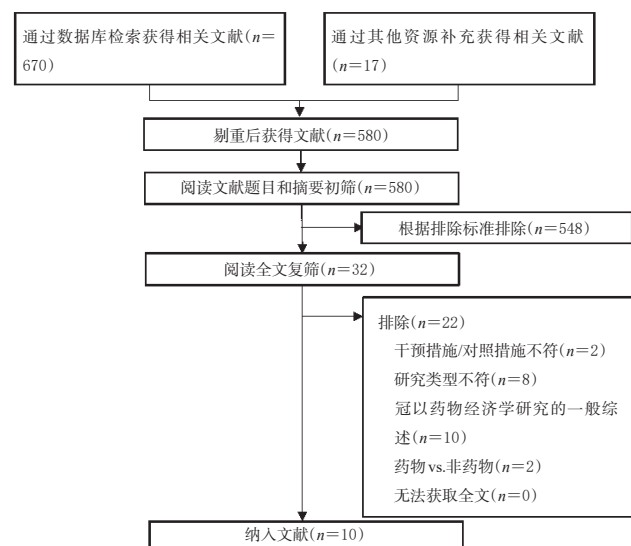 通过数据库检索获得相关文献(n=
670)
通过其他资源补充获得相关文献
(n=17)
剔重后获得文献(n=580)
阅读文献题目和摘要初筛(n=580)
根据排除标准排除(n=548)
阅读全文复筛(n=32)
排除(n=22)
干预措施/对照措施不符(n=2)
研究类型不符(n=8)
冠以药物经济学研究的一般综
述(n=10)
药物 vs.非药物(n=2)
无法获取全文(n=0)
纳入文献(n=10)